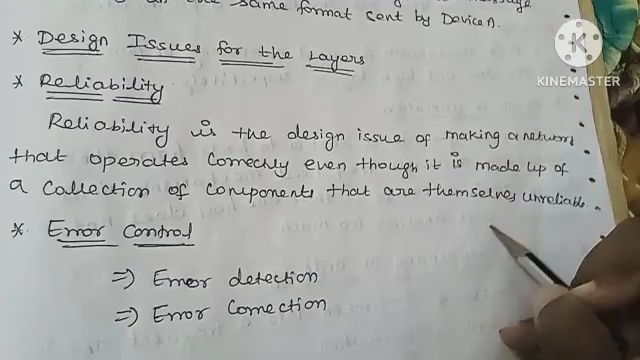 the same format sent by Device A.
* Design Issues for the Layers
* Reliability
Reliability is the design issue of making a network
that operates correctly even though it is made up of
a collection of components that are themselves unreliable.
* Error Control
⇒ Error detection
⇒ Error correction
KINEMASTER